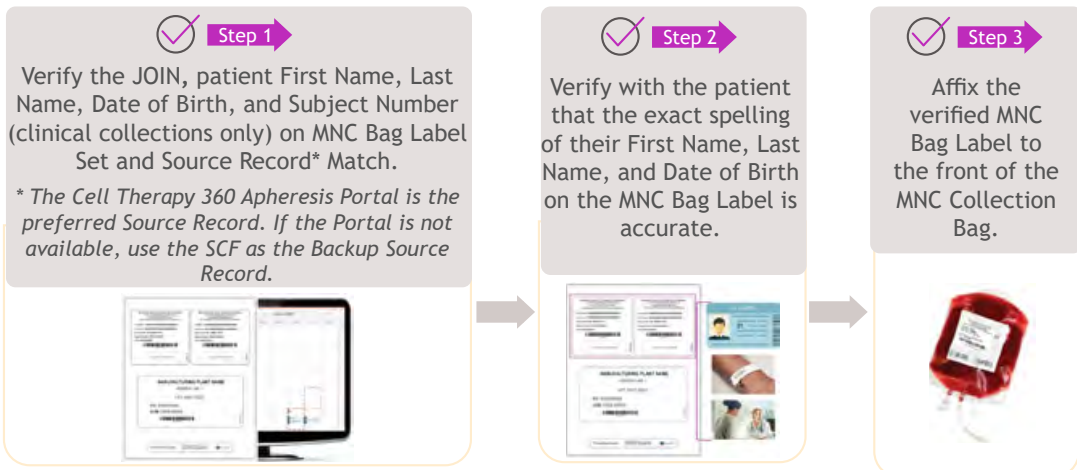 Step 1
Verify the JOIN, patient First Name, Last
Name, Date of Birth, and Subject Number
(clinical collections only) on MNC Bag Label
Set and Source Record* Match.
* The Cell Therapy 360 Apheresis Portal is the
preferred Source Record. If the Portal is not
available, use the SCF as the Backup Source
Record.
MANUFACTURING PLANT NAME
Step 2
Verify with the patient
that the exact spelling
of their First Name, Last
Name, and Date of Birth
on the MNC Bag Label is
accurate.
MANUFACTURING PLANT NAME
Step 3
Affix the
verified MNC
Bag Label to
the front of the
MNC Collection
Bag.